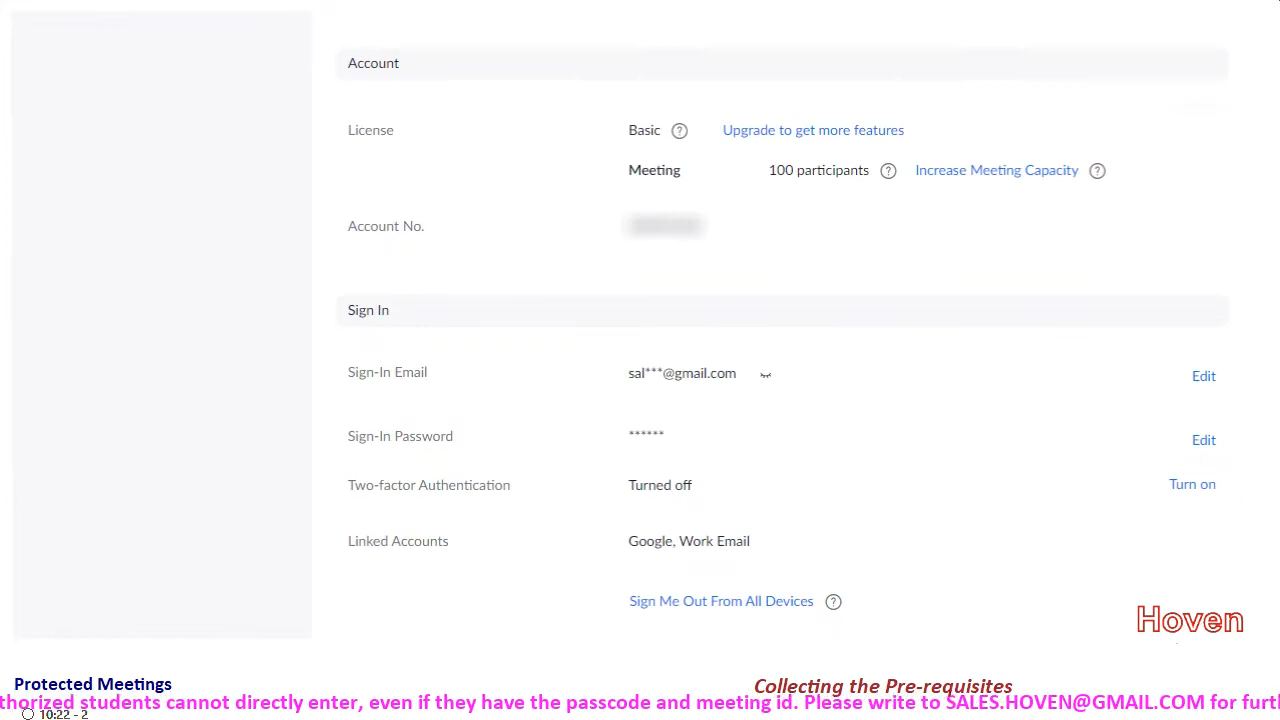 Account
License
Basic ? Upgrade to get more features
Meeting 100 participants ? Increase Meeting Capacity ?
Account No.
Sign In
Sign-In Email sal***@gmail.com Edit
Sign-In Password ****** Edit
Two-factor Authentication Turned off Turn on
Linked Accounts Google, Work Email
Sign Me Out From All Devices ?
Hoven
Protected Meetings
Collecting the Pre-requisites
thorized students cannot directly enter, even if they have the passcode and meeting id. Please write to SALES.HOVEN@GMAIL.COM for furt
10:22 - 2